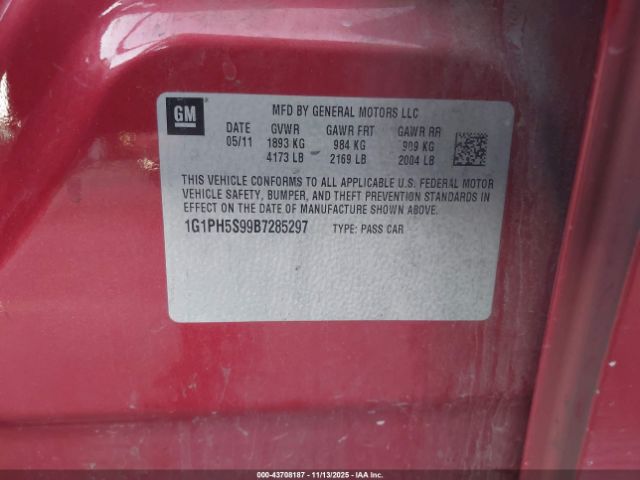 GM
MFD BY GENERAL MOTORS LLC
DATE GVWR GAWR FRT GAWR RR
05/11 1893 KG 984 KG 909 KG
4173 LB 2169 LB 2004 LB
THIS VEHICLE CONFORMS TO ALL APPLICABLE U.S. FEDERAL MOTOR
VEHICLE SAFETY, BUMPER, AND THEFT PREVENTION STANDARDS IN
EFFECT ON THE DATE OF MANUFACTURE SHOWN ABOVE.
1G1PH5S99B7285297 TYPE: PASS CAR
000-43708187 - 11/13/2025 - IAA Inc.